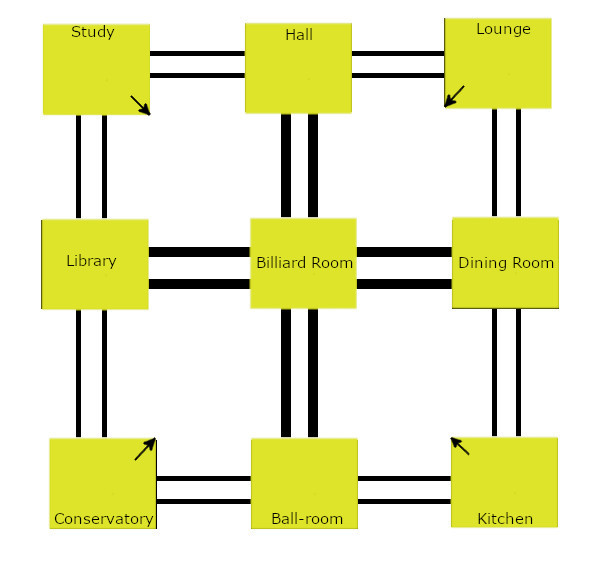 Study
Hall
Lounge
Library
Billiard Room
Dining Room
Conservatory
Ball-room
Kitchen